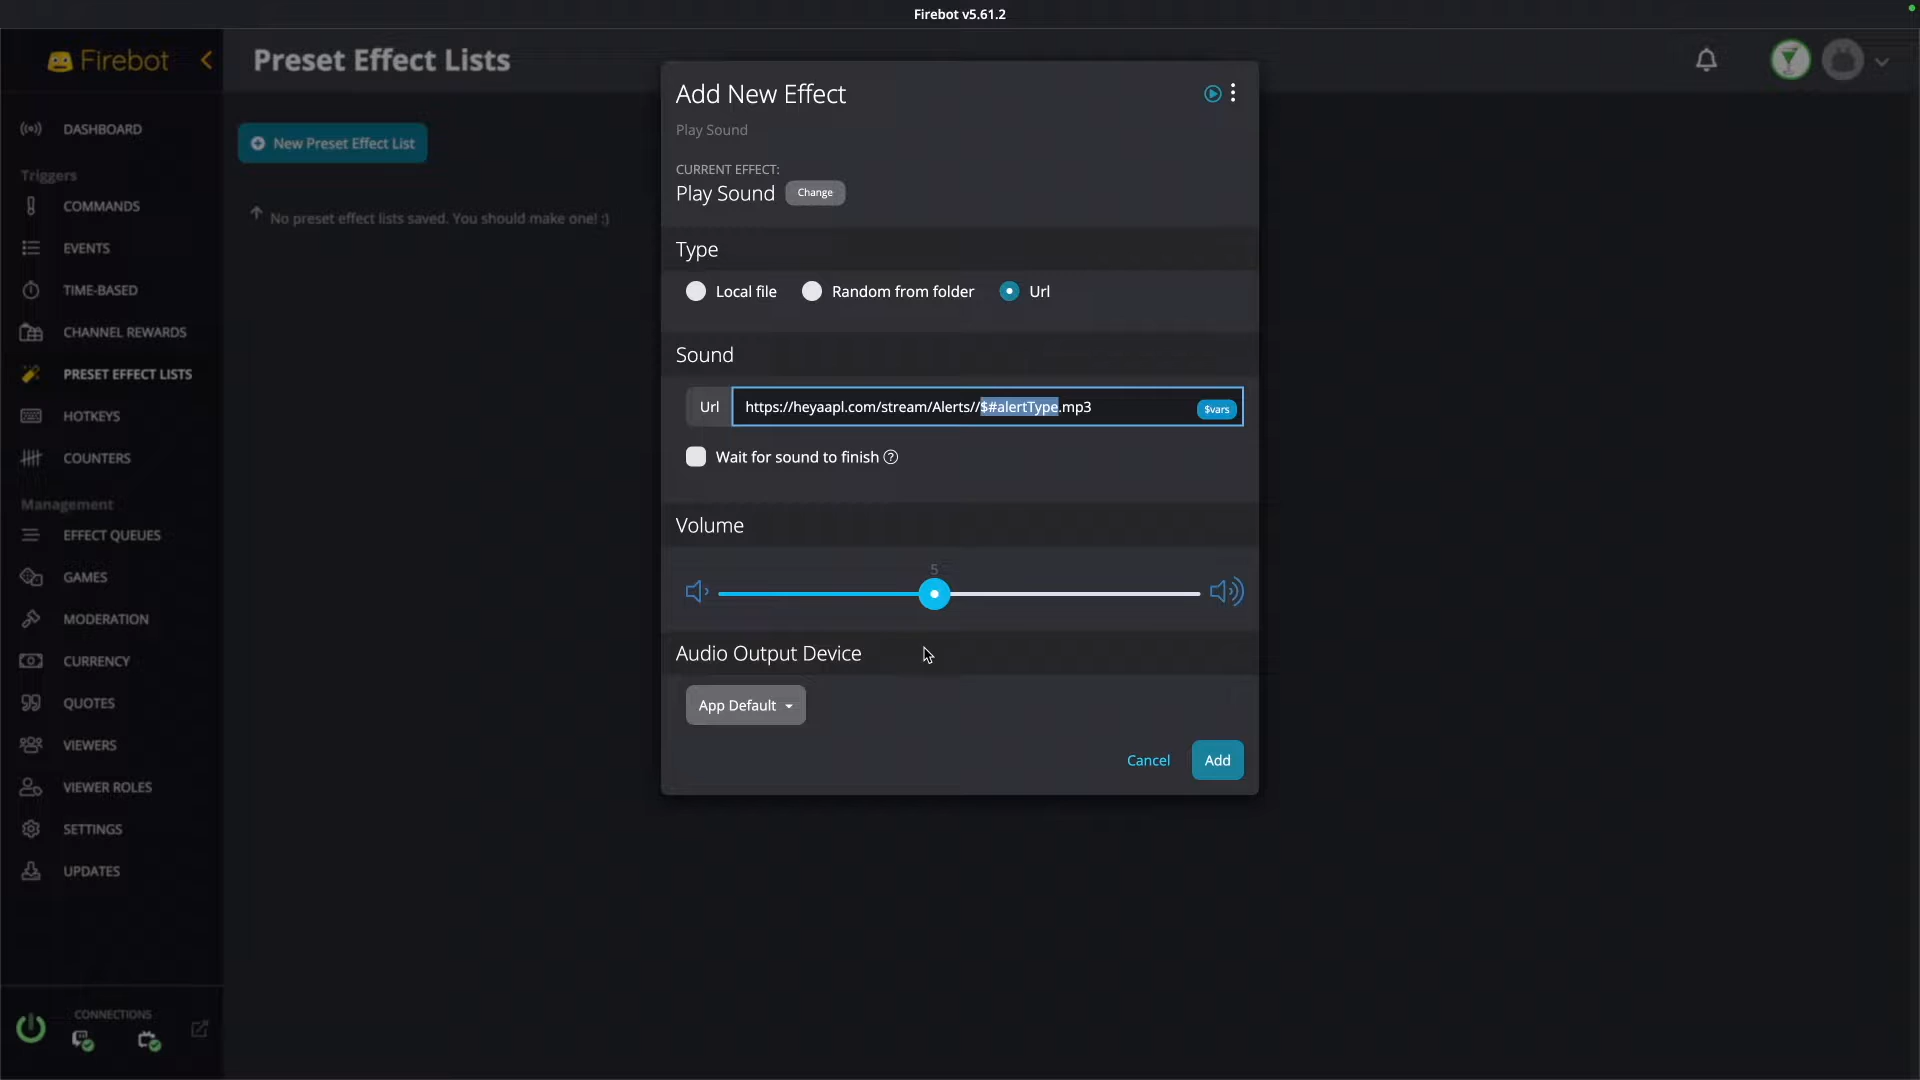 Firebot v5.61.2
Firebot
Preset Effect Lists
DASHBOARD
Triggers
COMMANDS
EVENTS
TIME-BASED
CHANNEL REWARDS
PRESET EFFECT LISTS
HOTKEYS
COUNTERS
Management
EFFECT QUEUES
GAMES
MODERATION
CURRENCY
QUOTES
VIEWERS
VIEWER ROLES
SETTINGS
UPDATES
CONNECTIONS
New Preset Effect List
No preset effect lists saved. You should make one! :)
Add New Effect
Play Sound
CURRENT EFFECT:
Play Sound Change
Type
Local file Random from folder Url
Sound
Url https://heyaapl.com/stream/Alerts//$#alertType.mp3 $vars
Wait for sound to finish ?
Volume
5
Audio Output Device
App Default
Cancel Add